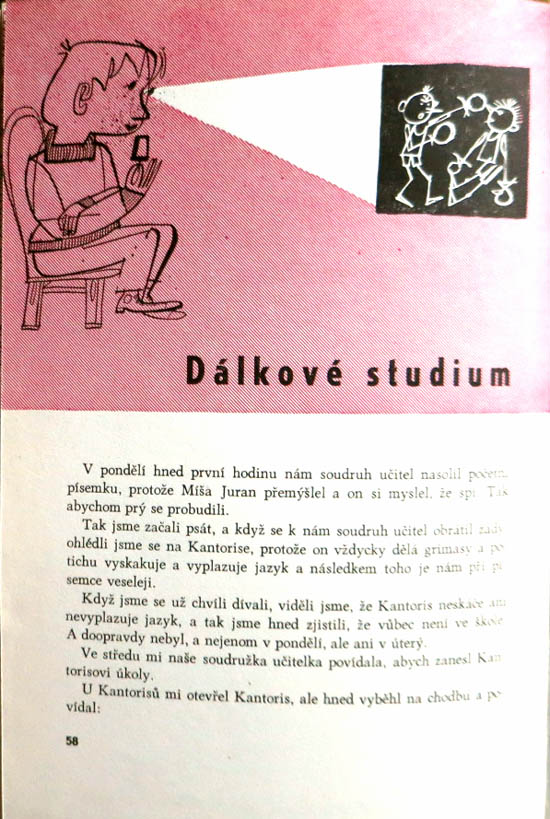 Dálkové studium
V pondělí hned první hodinu nám soudruh učitel nasolil početní
písemku, protože Míša Juran přemýšlel a on si myslel, že spí. Tak
abychom prý se probudili.
Tak jsme začali psát, a když se k nám soudruh učitel obrátil zády
ohlédli jsme se na Kantorise, protože on vždycky dělá grimasy a po-
tichu vyskakuje a vyplazuje jazyk a následkem toho je nám při pí-
semce veseleji.
Když jsme se už chvíli dívali, viděli jsme, že Kantoris neskáče ani
nevyplazuje jazyk, a tak jsme hned zjistili, že vůbec není ve škole
A doopravdy nebyl, a nejenom v pondělí, ale ani v úterý.
Ve středu mi naše soudružka učitelka povídala, abych zanesl Kan-
torisovi úkoly.
U Kantorisů mi otevřel Kantoris, ale hned vyběhl na chodbu a po-
vídal:
58